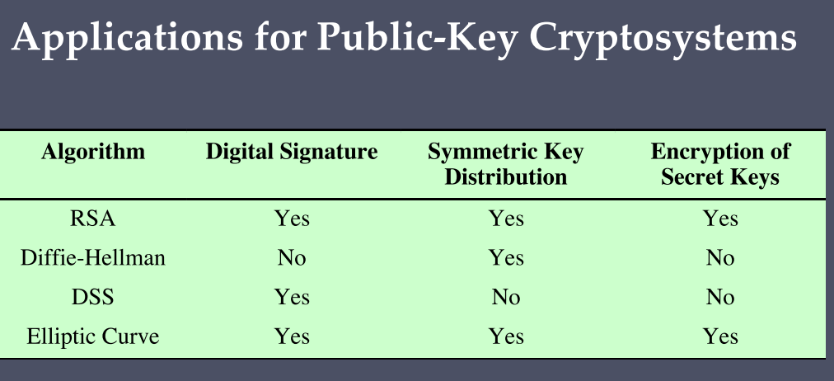 Applications for Public-Key Cryptosystems
Algorithm Digital Signature Symmetric Key Distribution Encryption of Secret Keys
RSA Yes Yes Yes
Diffie-Hellman No Yes No
DSS Yes No No
Elliptic Curve Yes Yes Yes